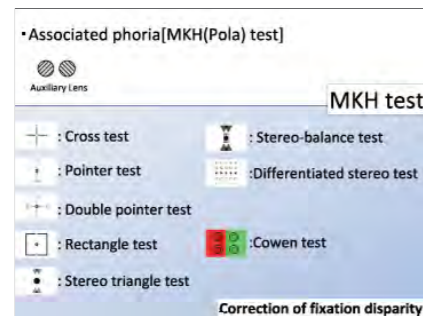 ・Associated phoria[MKH(Pola) test]
Auxiliary Lens
MKH test
: Cross test
: Pointer test
: Double pointer test
: Rectangle test
: Stereo triangle test
: Stereo-balance test
:Differentiated stereo test
:Cowen test
Correction of fixation disparity